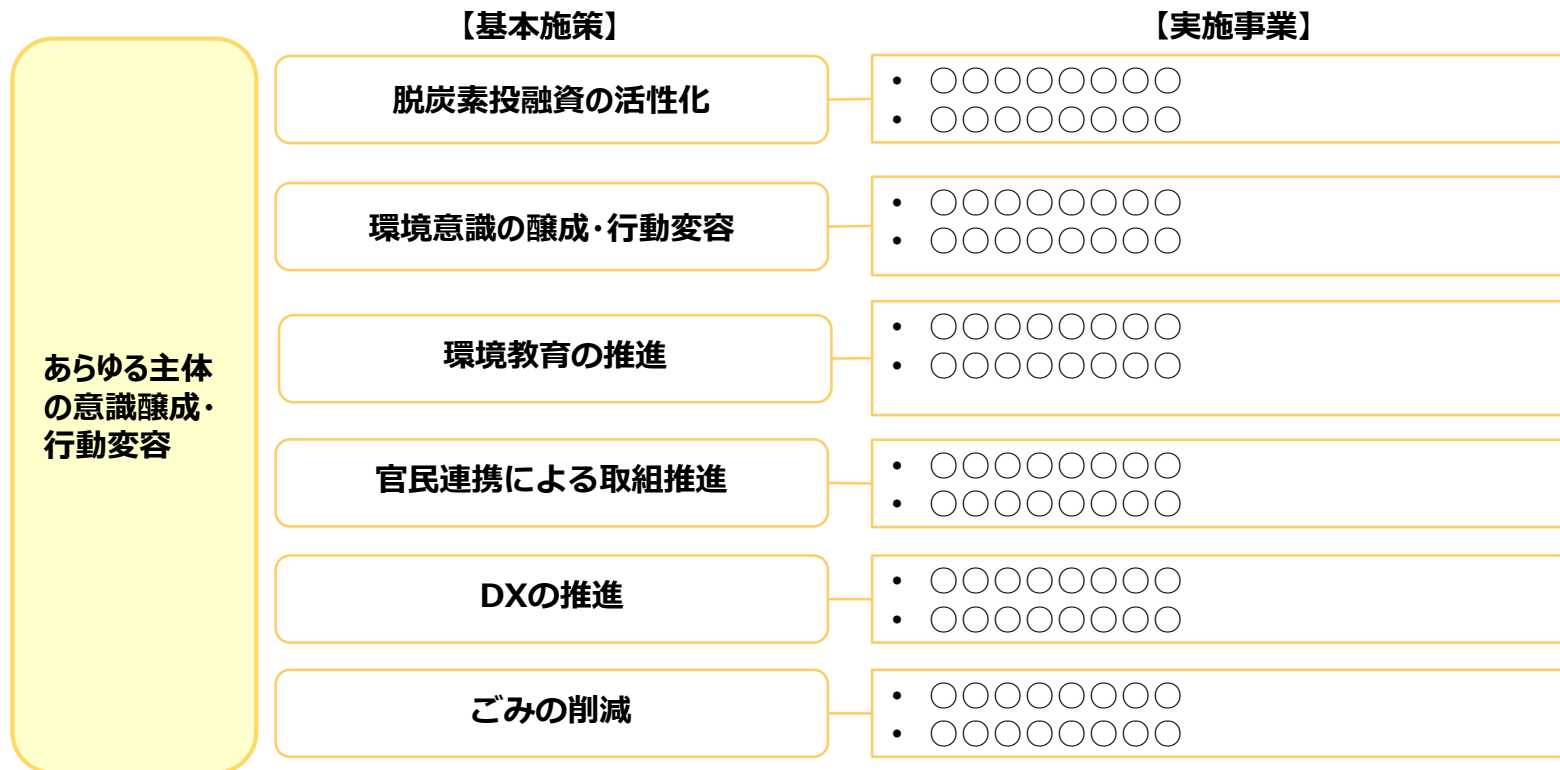 【基本施策】
【実施事業】
あらゆる主体
の意識醸成・
行動変容
脱炭素投融資の活性化
• ○○○○○○○○
• ○○○○○○○○
環境意識の醸成・行動変容
• ○○○○○○○○
• ○○○○○○○○
環境教育の推進
• ○○○○○○○○
• ○○○○○○○○
官民連携による取組推進
• ○○○○○○○○
• ○○○○○○○○
DXの推進
• ○○○○○○○○
• ○○○○○○○○
ごみの削減
• ○○○○○○○○
• ○○○○○○○○